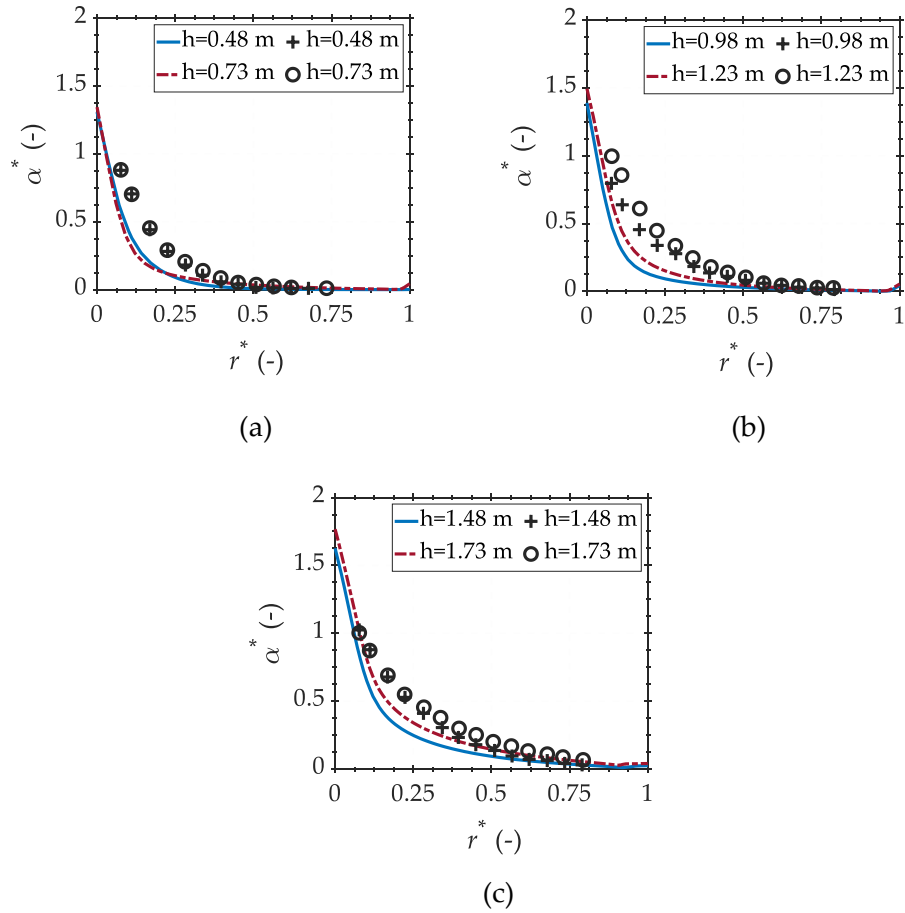 2
h=0.48 m h=0.48 m
h=0.73 m h=0.73 m
1.5
1
0.5
0
α* (-)
0 0.25 0.5 0.75 1
r* (-)
(a)
2
h=0.98 m h=0.98 m
h=1.23 m h=1.23 m
1.5
1
0.5
0
α* (-)
0 0.25 0.5 0.75 1
r* (-)
(b)
2
h=1.48 m h=1.48 m
h=1.73 m h=1.73 m
1.5
1
0.5
0
α* (-)
0 0.25 0.5 0.75 1
r* (-)
(c)